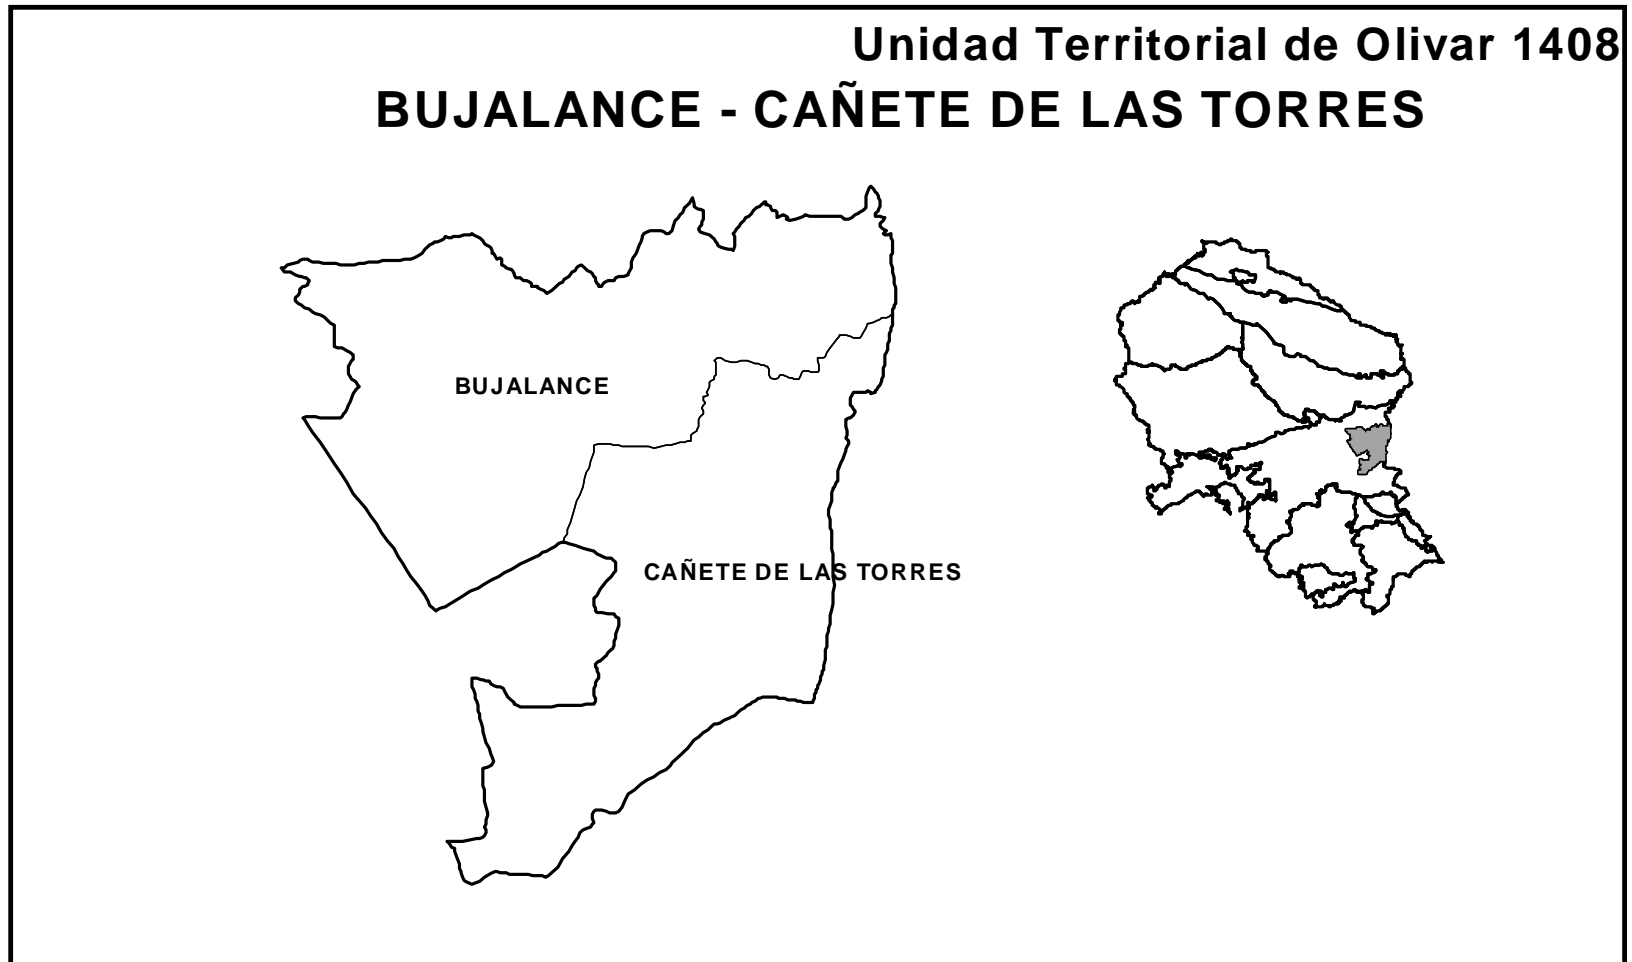 Unidad Territorial de Olivar 1408
BUJALANCE - CAÑETE DE LAS TORRES
BUJALANCE
CAÑETE DE LAS TORRES